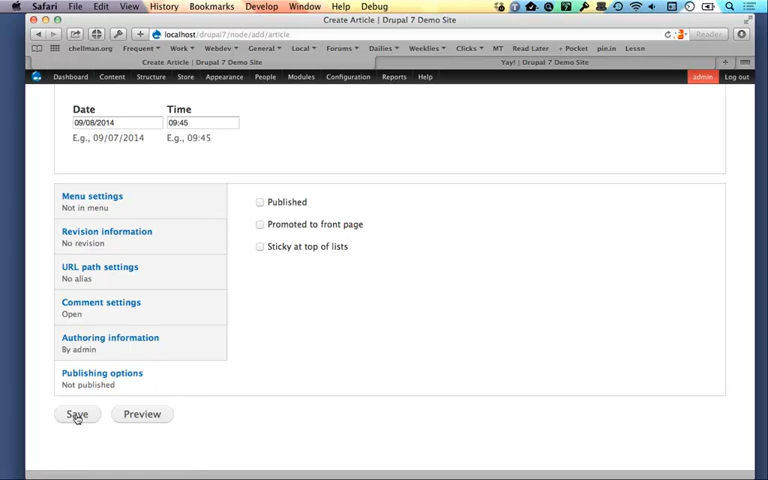 Safari File Edit View History Bookmarks Develop Window Help Debug
Create Article | Drupal 7 Demo Site
localhost/drupal7/node/add/article
Reader
chellman.org Frequent Work Webdev General Local Forums Dailies Weeklies Clicks MT Read Later + Pocket pin.in Lessn
Create Article | Drupal 7 Demo Site Yay! | Drupal 7 Demo Site
Dashboard Content Structure Store Appearance People Modules Configuration Reports Help admin Log out
Date Time
09/08/2014 09:45
E.g., 09/07/2014 E.g., 09:45
Menu settings
Not in menu
Published
Revision information
No revision
Promoted to front page
Sticky at top of lists
URL path settings
No alias
Comment settings
Open
Authoring information
By admin
Publishing options
Not published
Save Preview